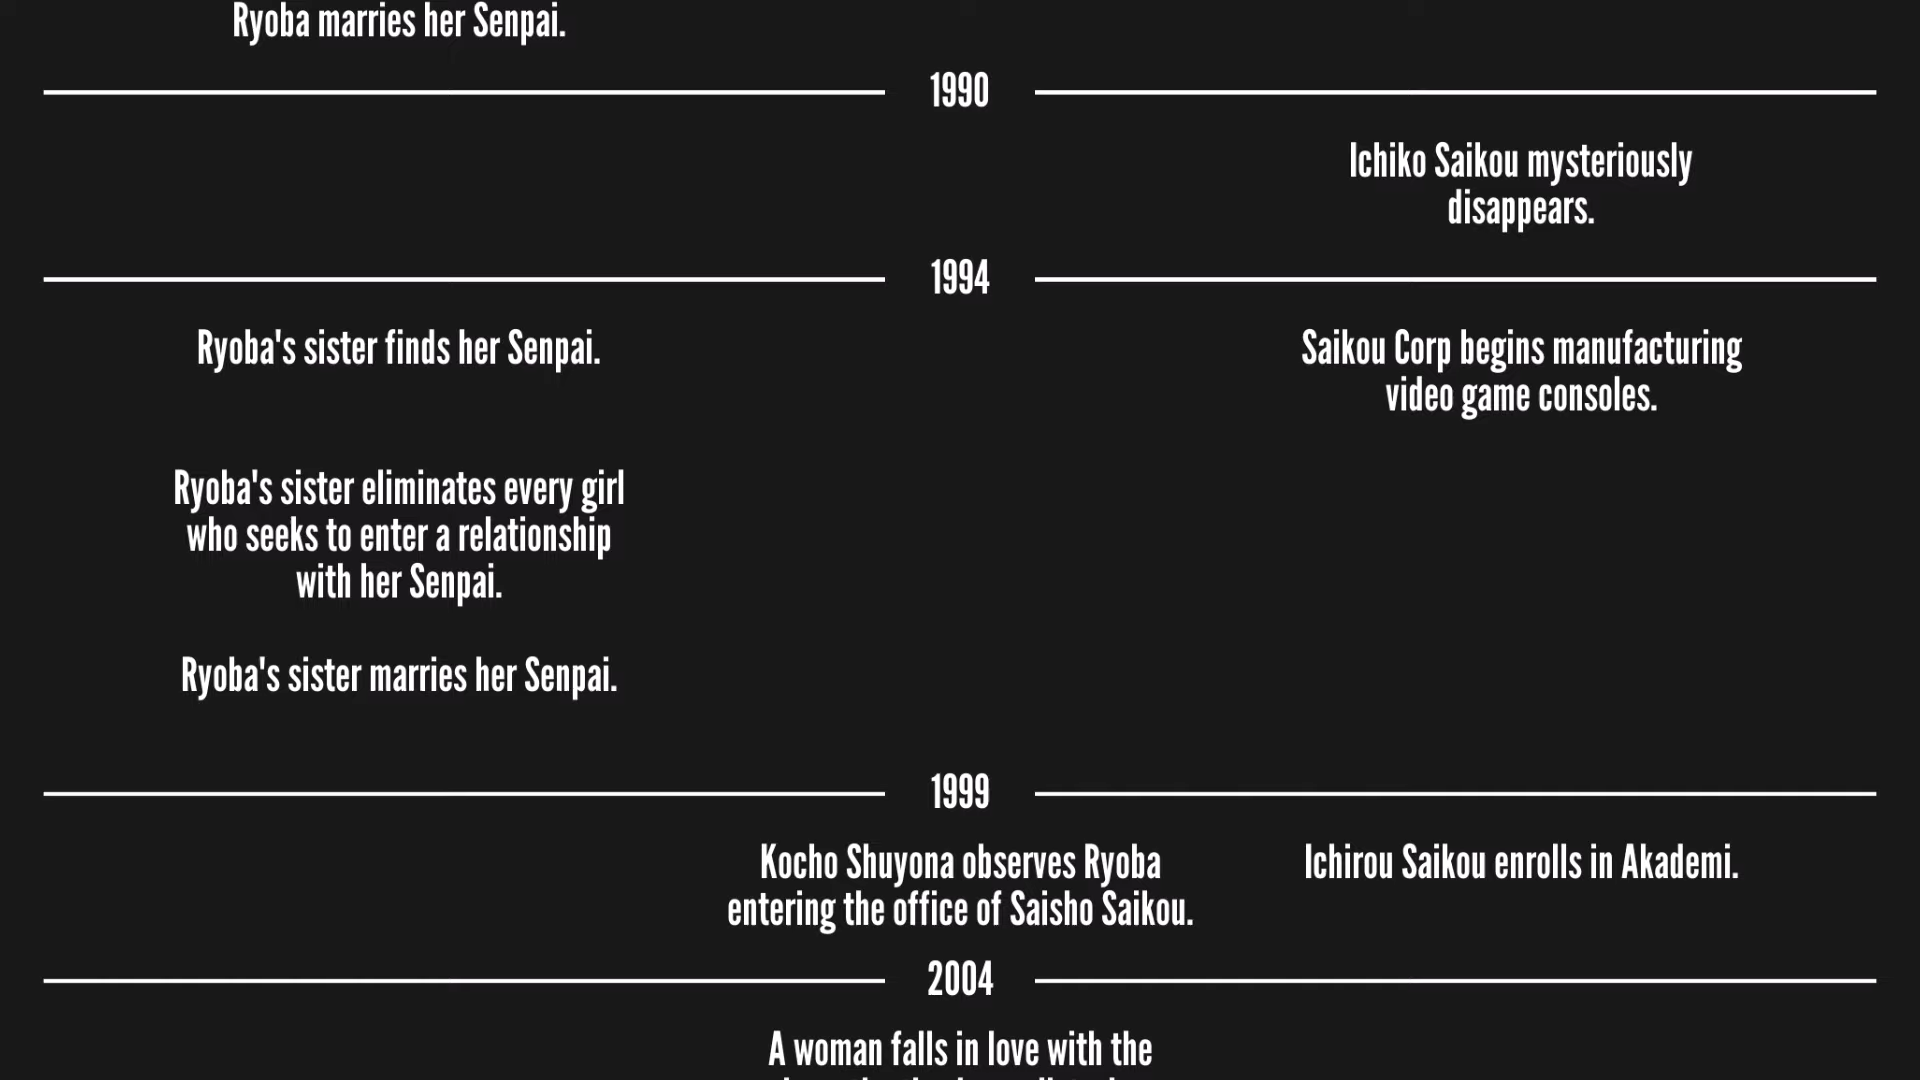 Ryoba marries her Senpai.
1990
Ichiko Saikou mysteriously
disappears.
1994
Ryoba's sister finds her Senpai.
Saikou Corp begins manufacturing
video game consoles.
Ryoba's sister eliminates every girl
who seeks to enter a relationship
with her Senpai.
Ryoba's sister marries her Senpai.
1999
Kocho Shuyona observes Ryoba
entering the office of Saisho Saikou.
Ichirou Saikou enrolls in Akademi.
2004
A woman falls in love with the